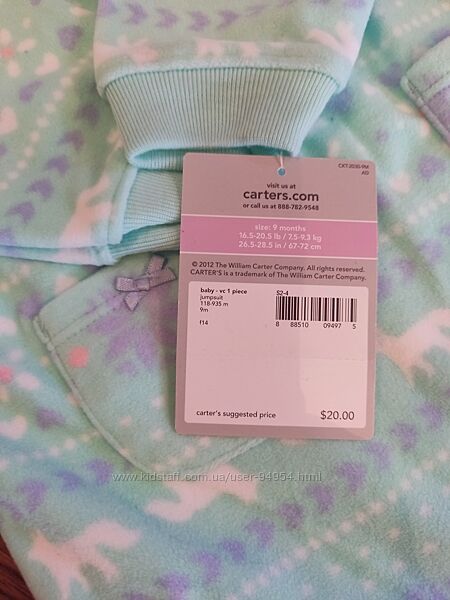 CKT-2030-9M
AD
visit us at
carters.com
or call us at 888-782-9548
size: 9 months
16.5-20.5 lb / 7.5-9.3 kg
26.5-28.5 in / 67-72 cm
© 2012 The William Carter Company. All rights reserved.
CARTER'S is a trademark of The William Carter Company.
baby - vc 1 piece
jumpsuit
118-935 m
9m
f14
S2-4
8 88510 09497 5
carter's suggested price $20.00
www.kidstaff.com.ua/user-94954.html